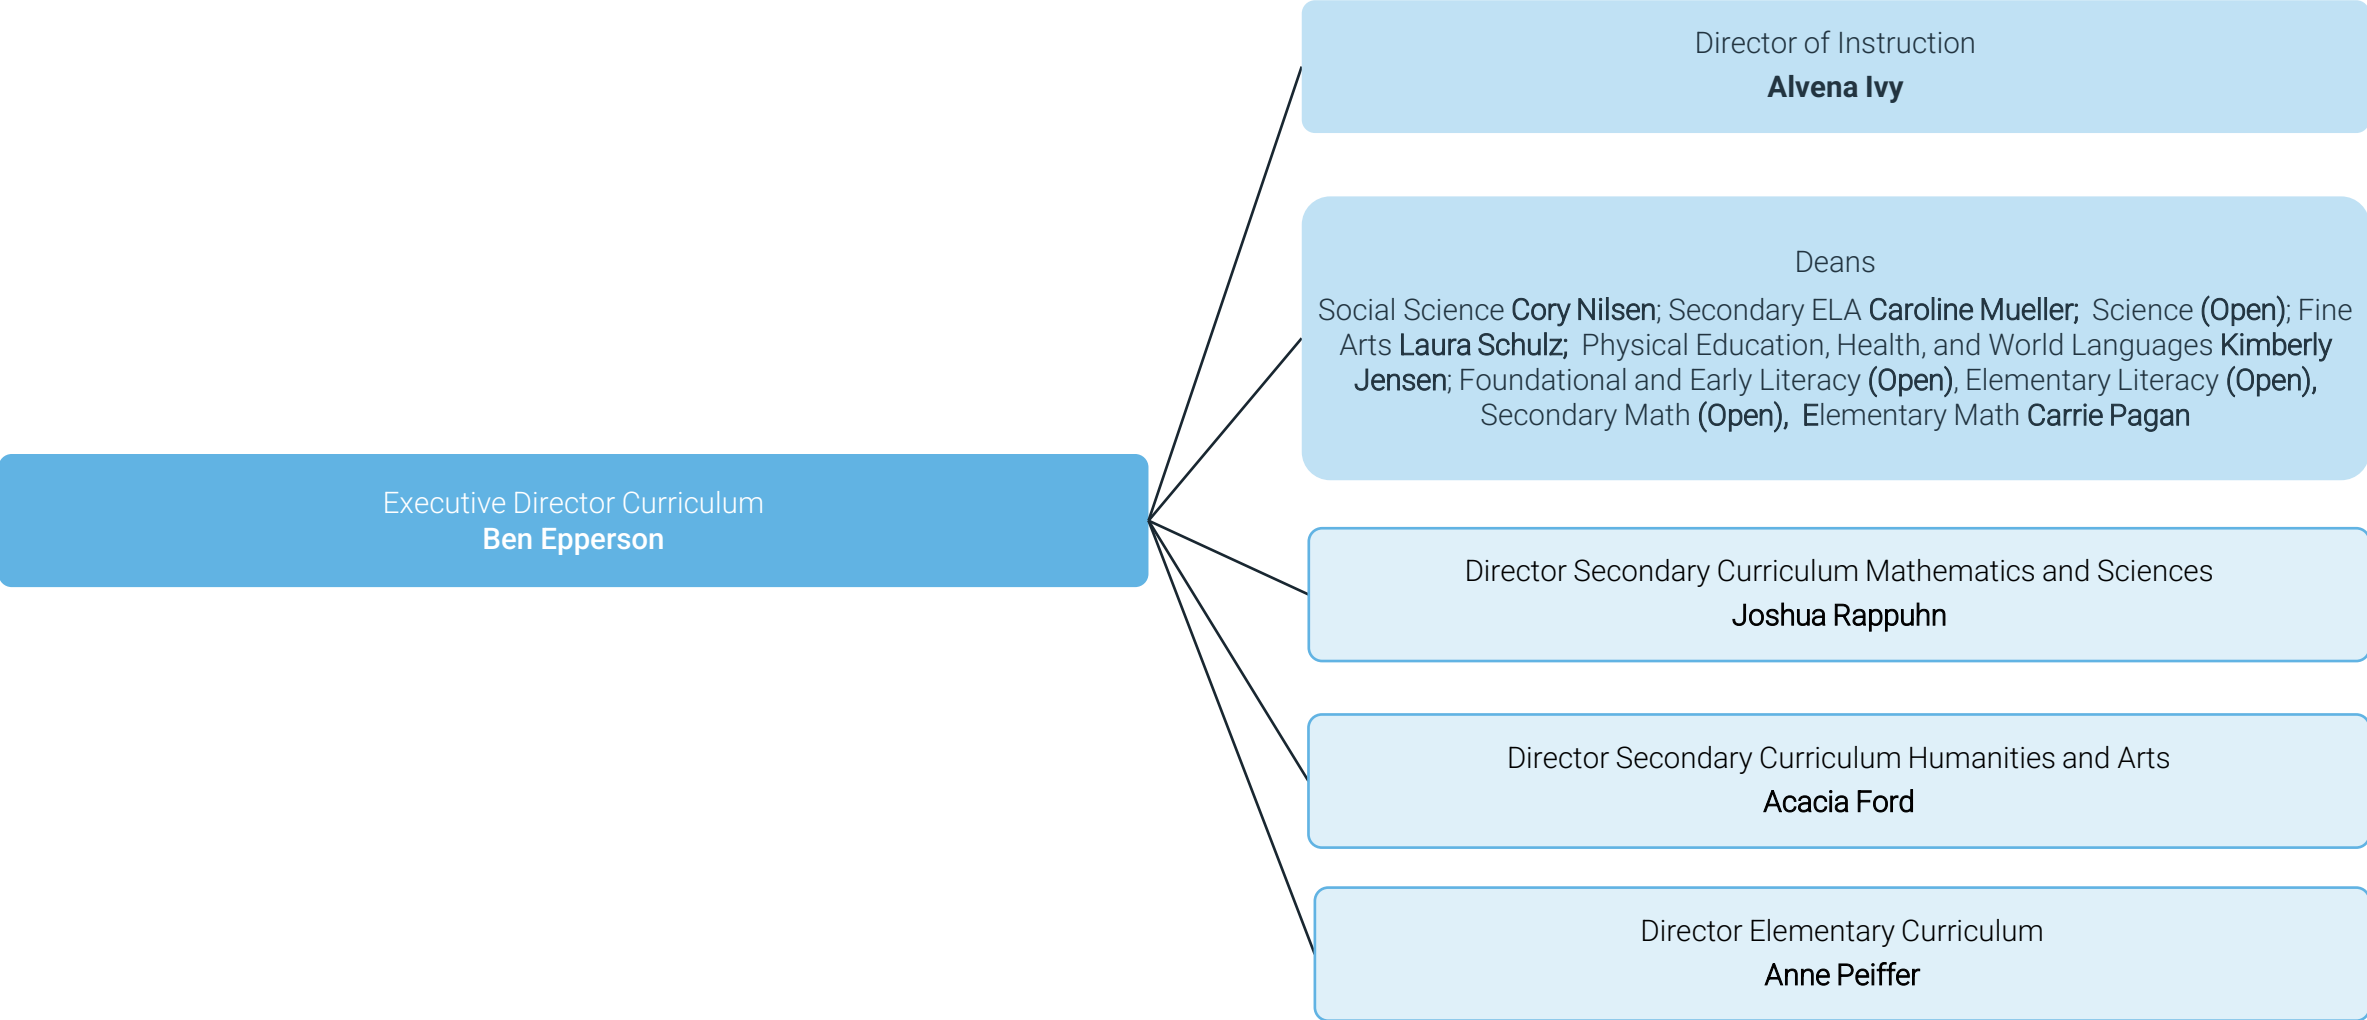 Director of Instruction
Alvena Ivy
Deans
Social Science Cory Nilsen; Secondary ELA Caroline Mueller;  Science (Open); Fine
Arts Laura Schulz;  Physical Education, Health, and World Languages Kimberly
Jensen; Foundational and Early Literacy (Open), Elementary Literacy (Open),
Secondary Math (Open),  Elementary Math Carrie Pagan
Executive Director Curriculum
Ben Epperson
Director Secondary Curriculum Mathematics and Sciences
Joshua Rappuhn
Director Secondary Curriculum Humanities and Arts
Acacia Ford
Director Elementary Curriculum
Anne Peiffer